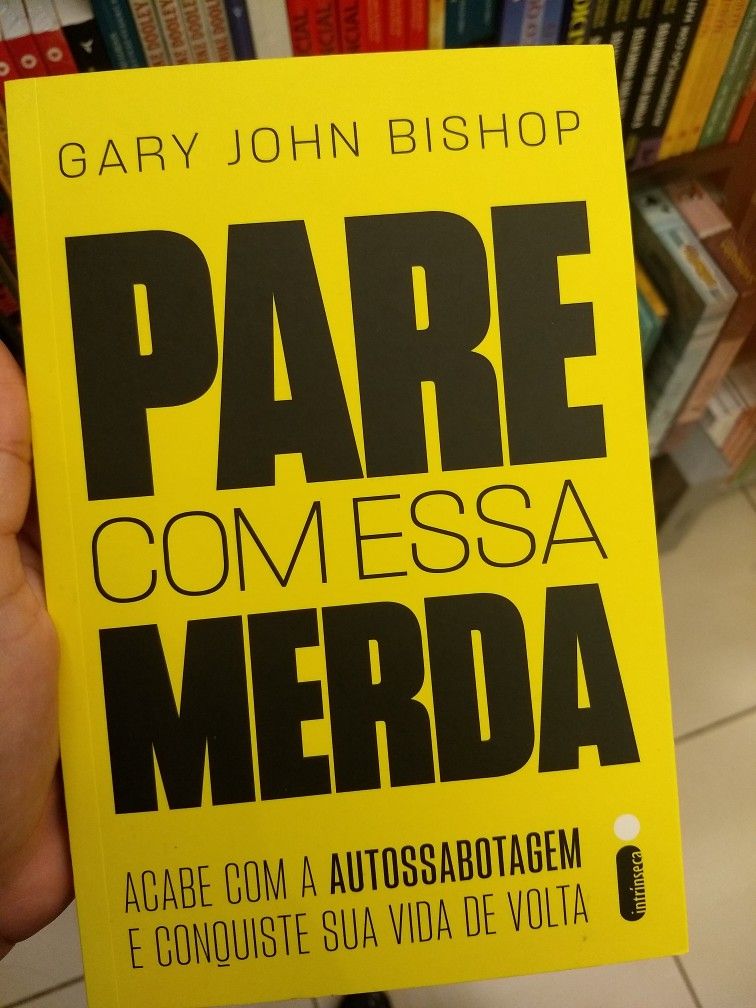 GARY JOHN BISHOP
PARE
COM ESSA
MERDA
ACABE COM A AUTOSSABOTAGEM
E CONQUISTE SUA VIDA DE VOLTA
intrínseca